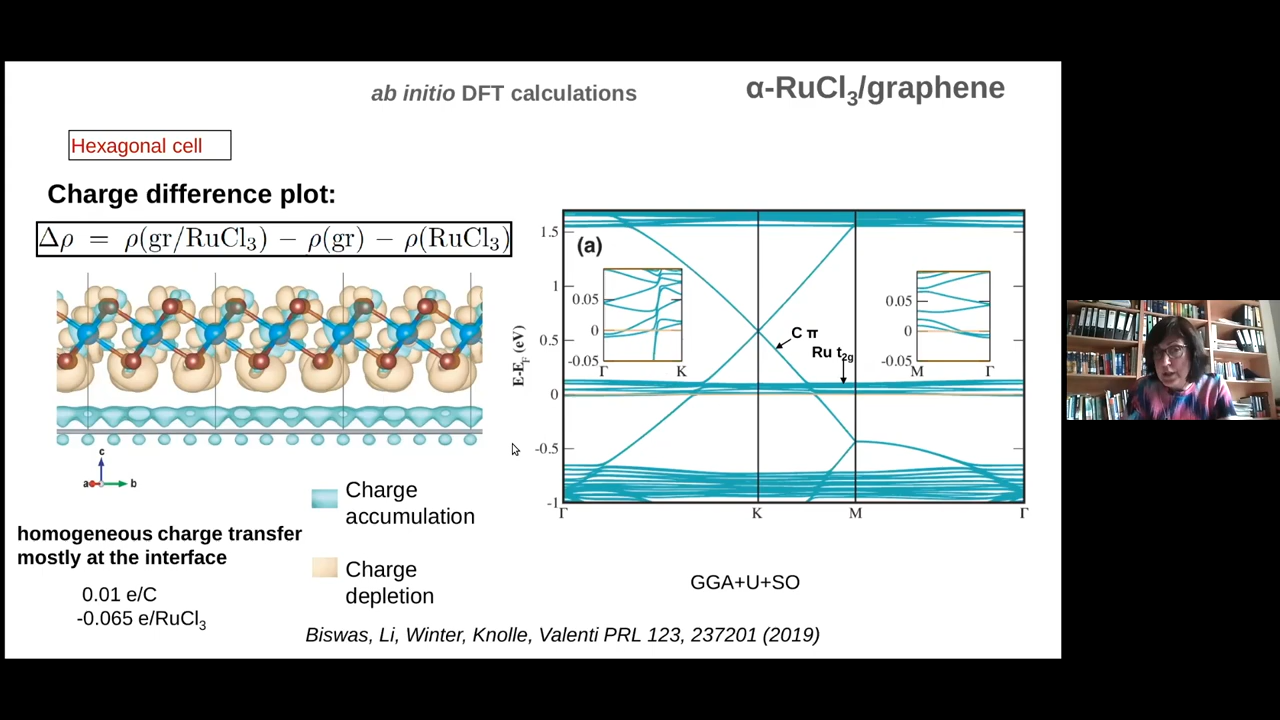 ab initio DFT calculations
α-RuCl3/graphene
Hexagonal cell
Charge difference plot:
Δρ = ρ(gr/RuCl3) − ρ(gr) − ρ(RuCl3)
c
a
b
Charge
accumulation
Charge
depletion
homogeneous charge transfer
mostly at the interface
0.01 e/C
-0.065 e/RuCl3
(a)
E-EF (eV)
1.5
1
0.5
0
-0.5
-1
Γ
K
M
Γ
0.05
0
-0.05
Γ
K
0.05
0
-0.05
M
Γ
C π
Ru t2g
GGA+U+SO
Biswas, Li, Winter, Knolle, Valenti PRL 123, 237201 (2019)